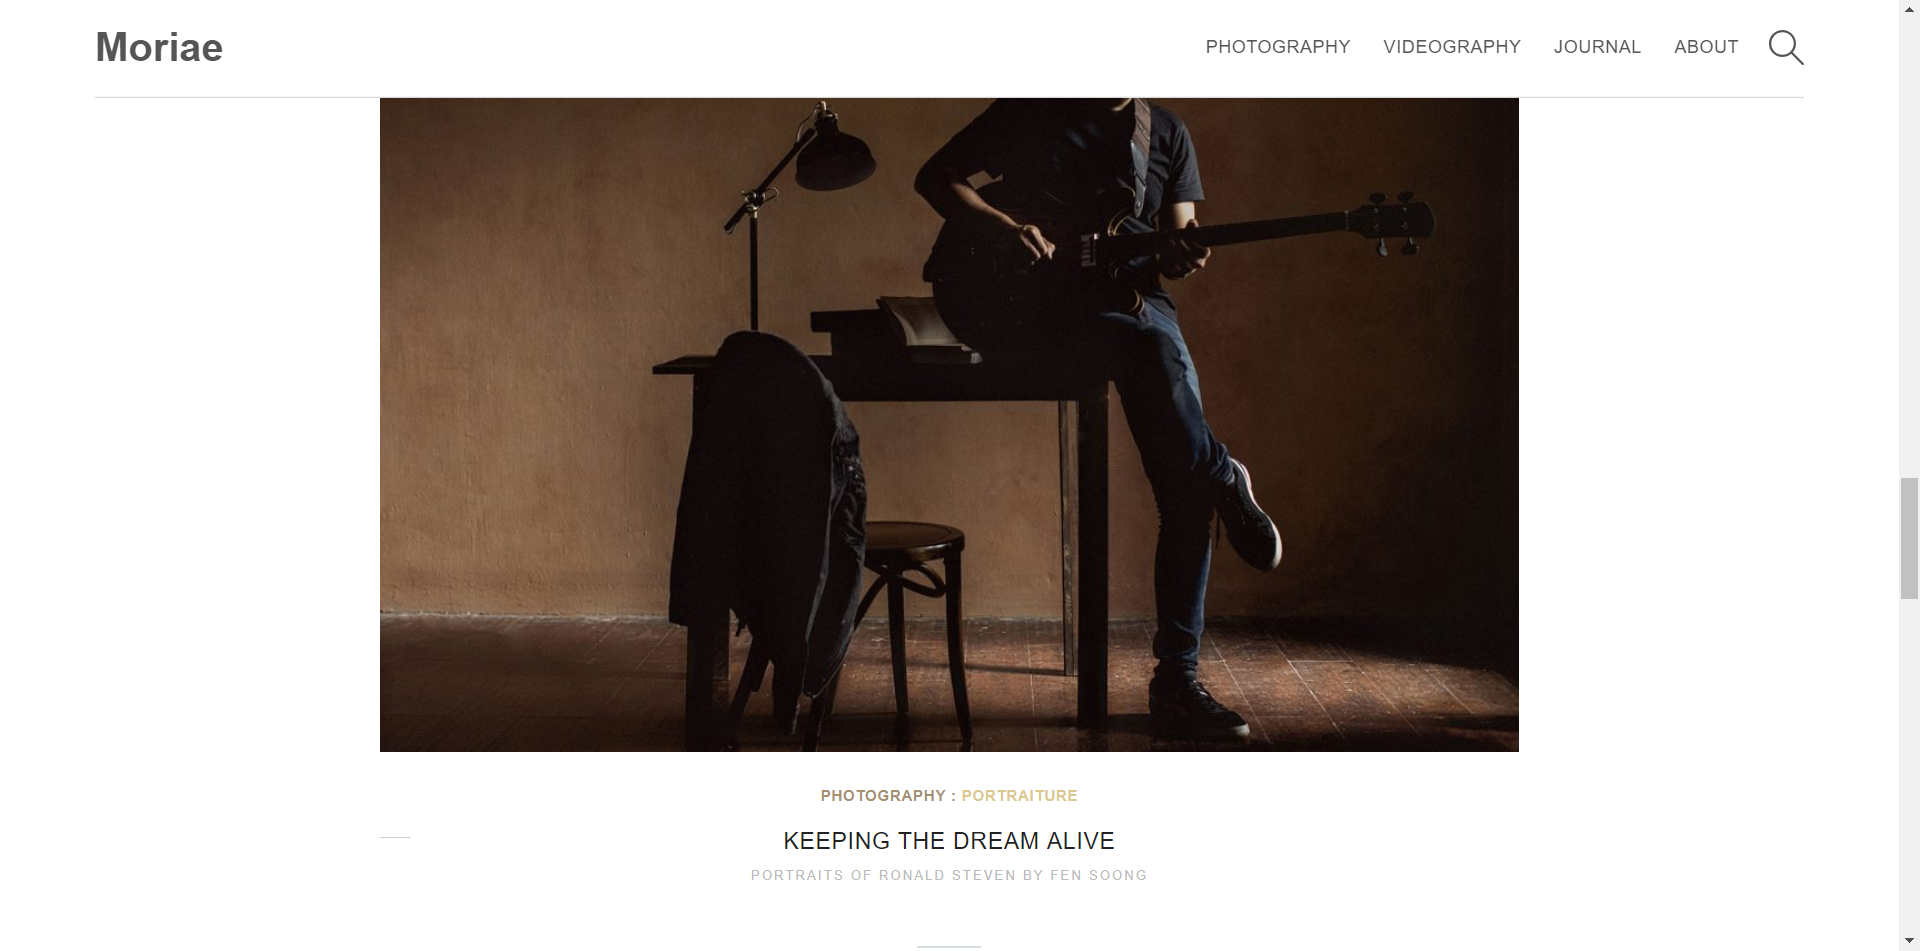 Moriae
PHOTOGRAPHY VIDEOGRAPHY JOURNAL ABOUT
PHOTOGRAPHY : PORTRAITURE
KEEPING THE DREAM ALIVE
PORTRAITS OF RONALD STEVEN BY FEN SOONG